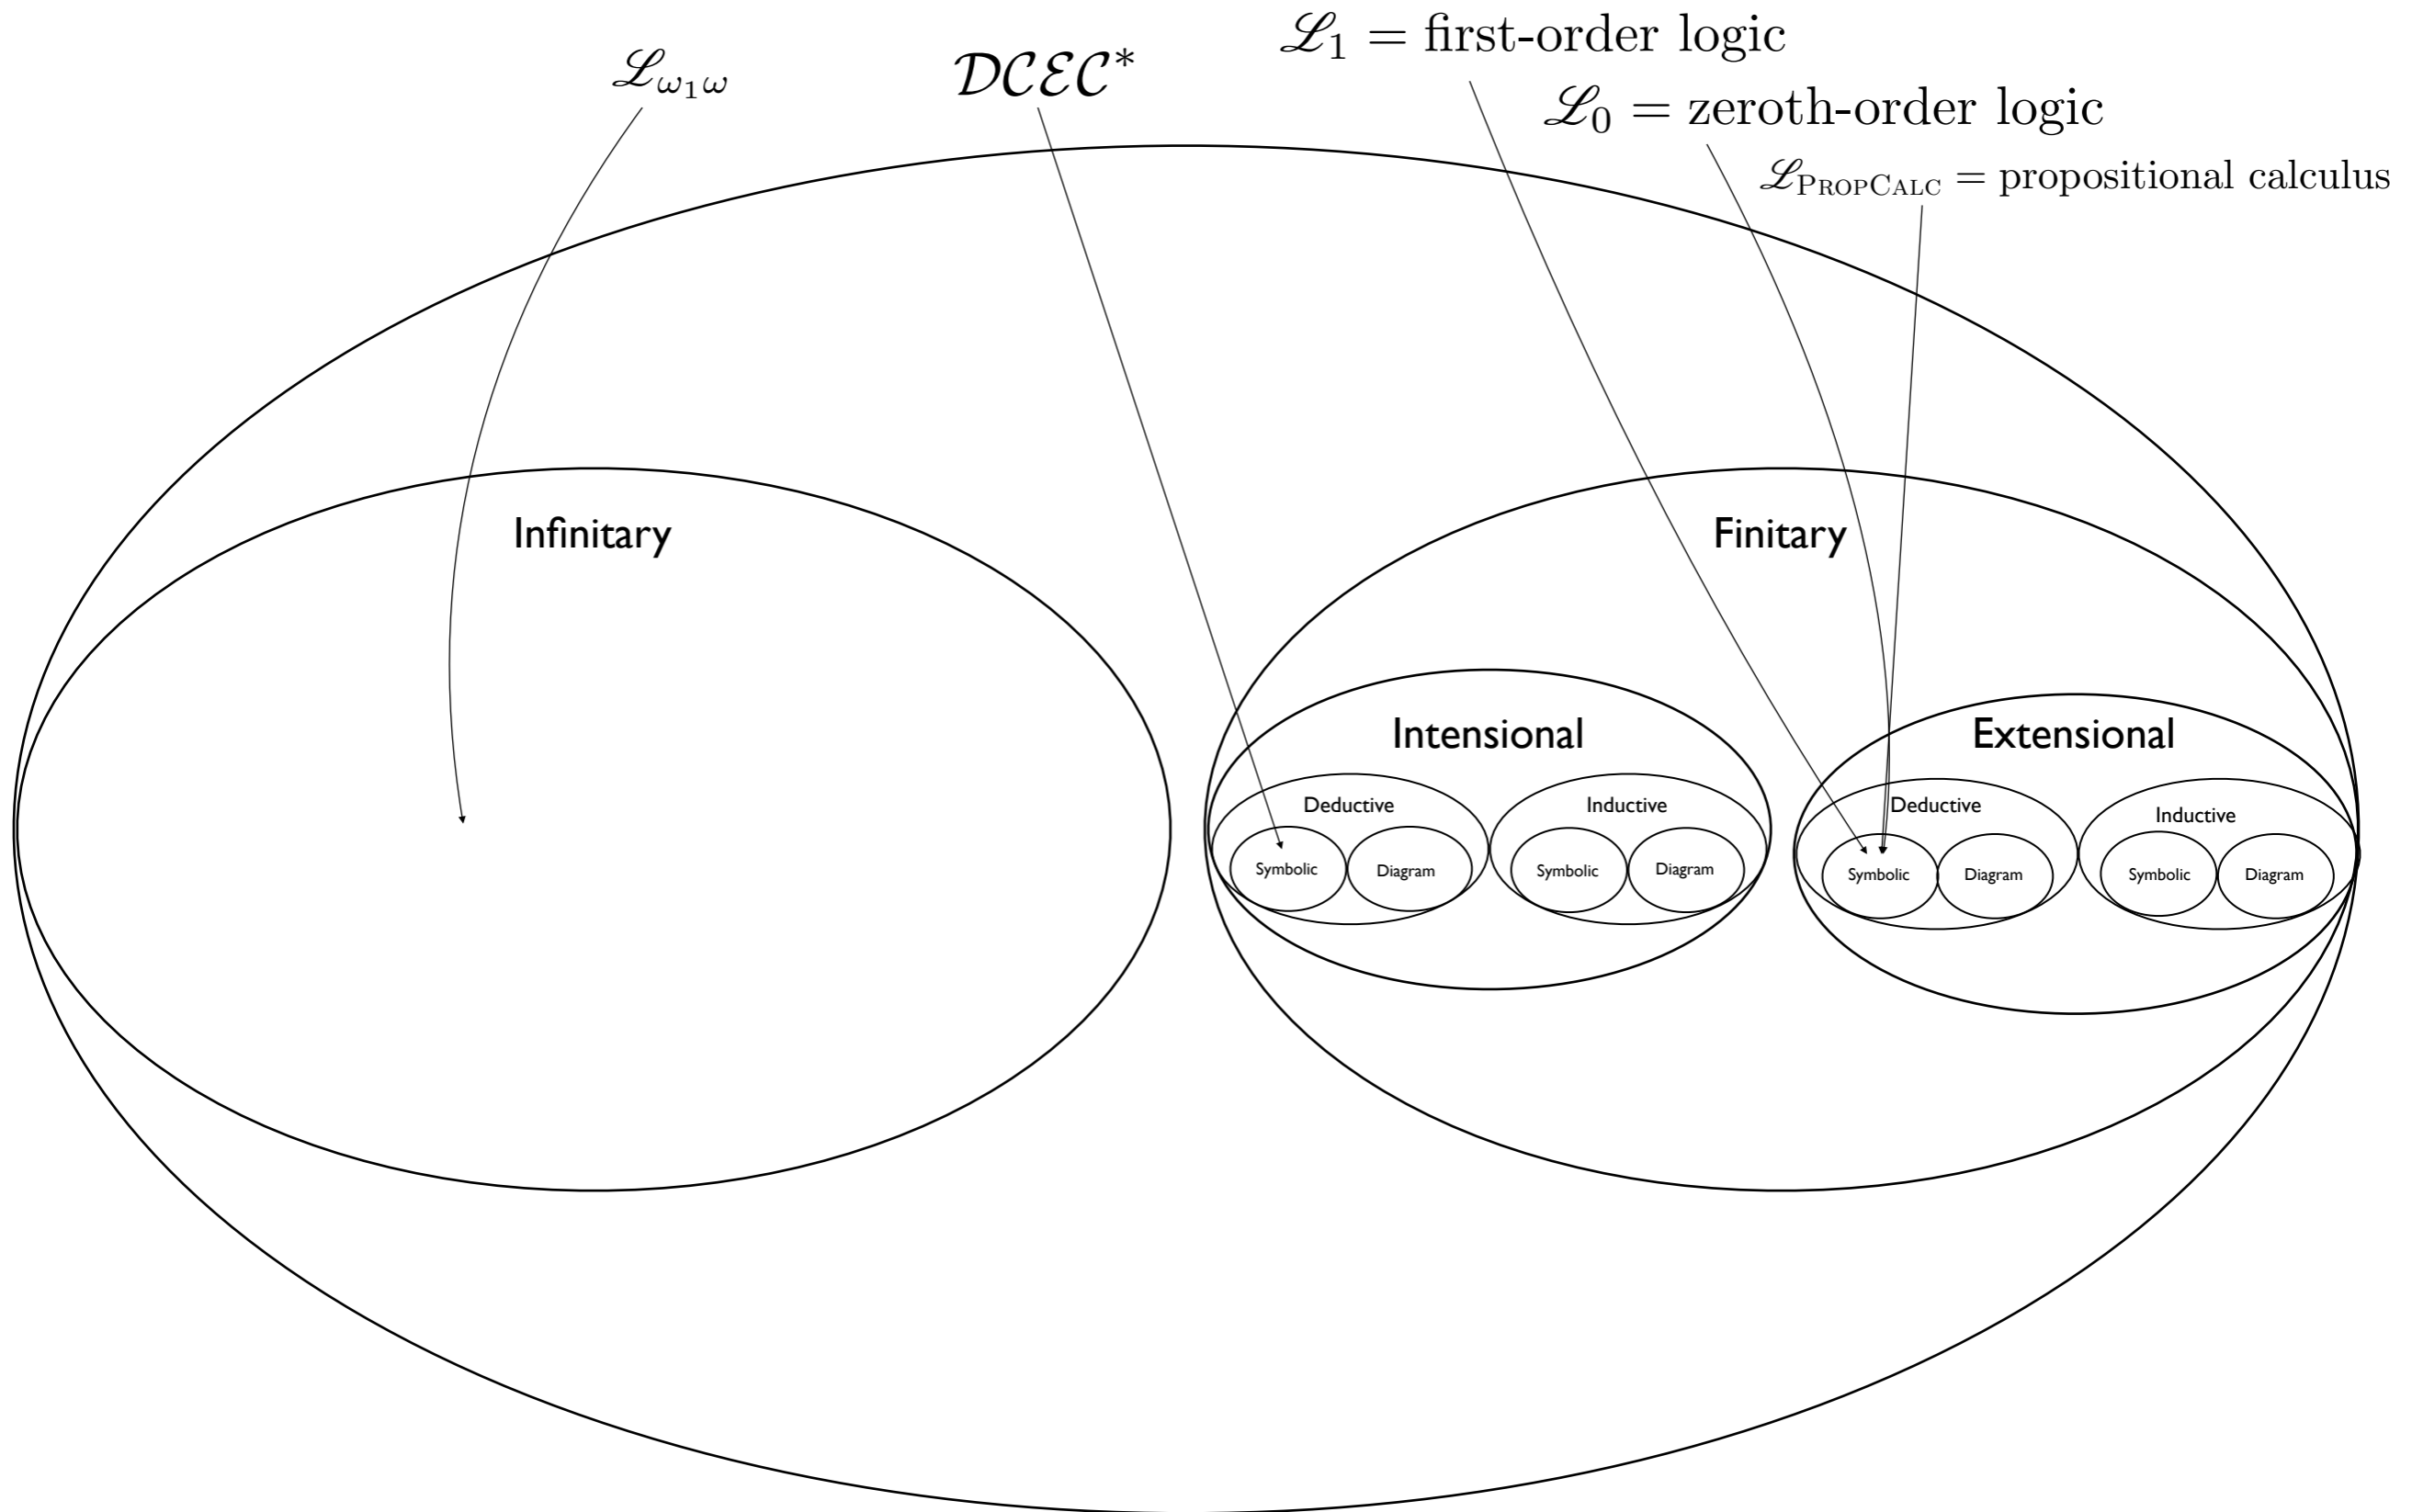 ℒ₁ = first-order logic
ℒ_{ω₁ω}
𝒟𝒞ℰ𝒞*
ℒ₀ = zeroth-order logic
ℒ_{PROPCALC} = propositional calculus
Infinitary
Finitary
Intensional
Extensional
Deductive
Inductive
Deductive
Inductive
Symbolic
Diagram
Symbolic
Diagram
Symbolic
Diagram
Symbolic
Diagram